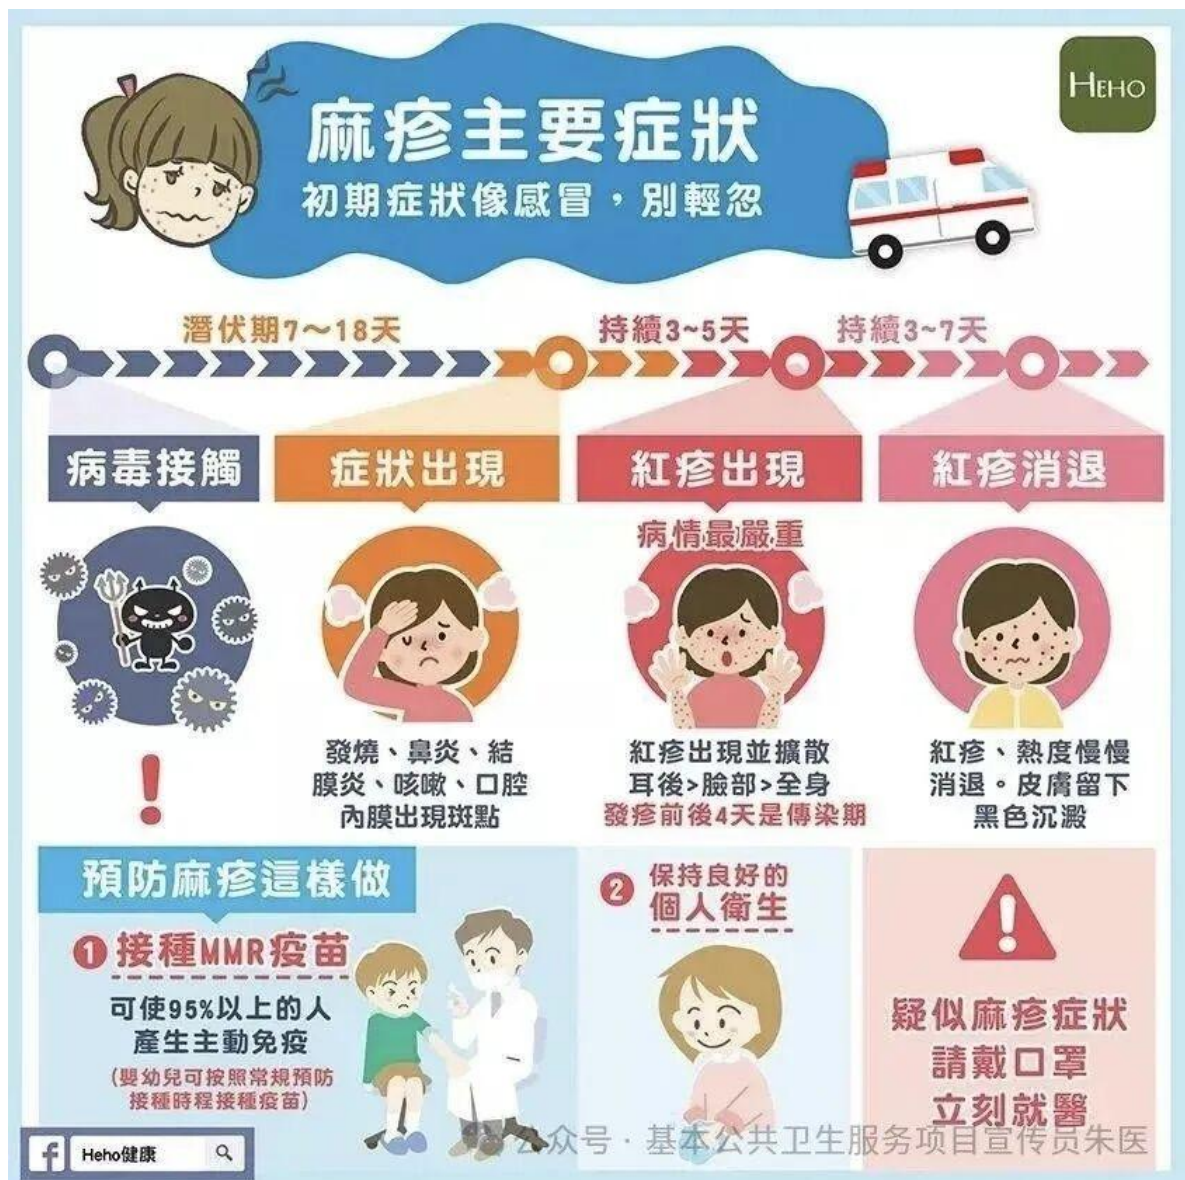 HEHO
麻疹主要症狀
初期症狀像感冒，別輕忽
潛伏期7～18天
持續3~5天
持續3~7天
病毒接觸
症狀出現
紅疹出現
紅疹消退
病情最嚴重
發燒、鼻炎、結
膜炎、咳嗽、口腔
內膜出現斑點
紅疹出現並擴散
耳後>臉部>全身
發疹前後4天是傳染期
紅疹、熱度慢慢
消退。皮膚留下
黑色沉澱
預防麻疹這樣做
1 接種MMR疫苗
可使95%以上的人
產生主動免疫
(嬰幼兒可按照常規預防
接種時程接種疫苗)
2 保持良好的
個人衛生
疑似麻疹症狀
請戴口罩
立刻就醫
f Heho健康
公众号 · 基本公共卫生服务项目宣传员朱医